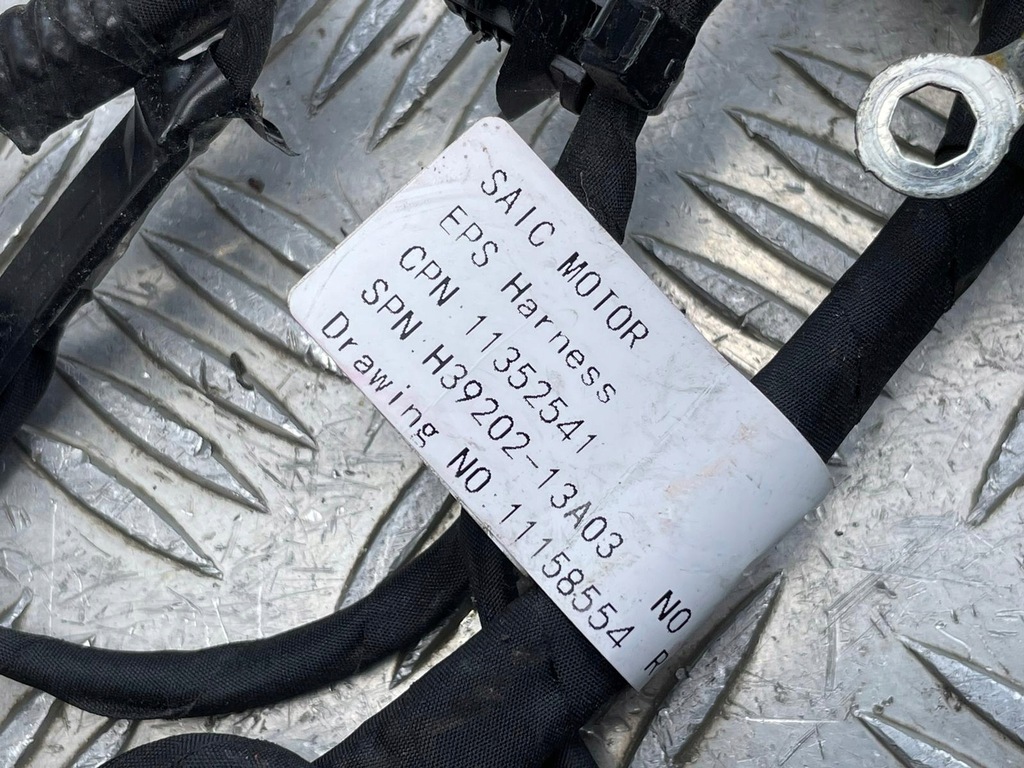 SAIC MOTOR
EPS Harness
CPN 11352541
SPN H39202-13A03 NO
Drawing NO 11158554 R